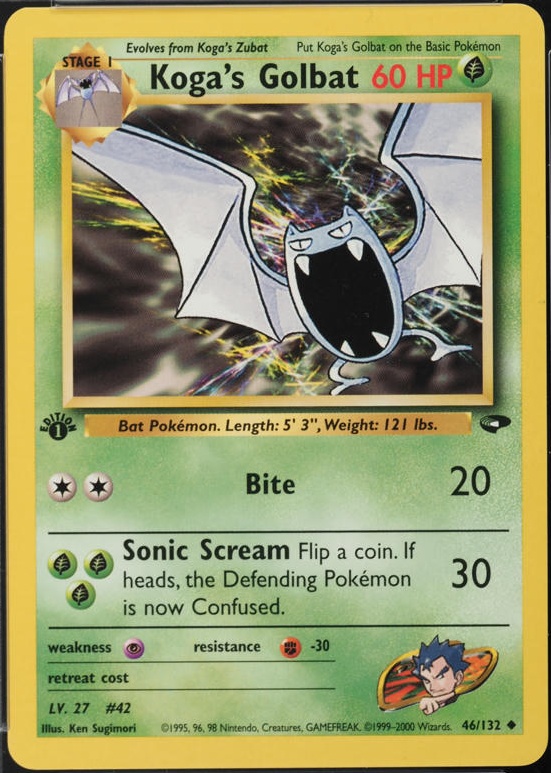 Evolves from Koga's Zubat Put Koga's Golbat on the Basic Pokémon
STAGE 1
Koga's Golbat 60 HP
EDITION 1
Bat Pokémon. Length: 5' 3", Weight: 121 lbs.
Bite 20
Sonic Scream Flip a coin. If
heads, the Defending Pokémon 30
is now Confused.
weakness resistance -30
retreat cost
LV. 27 #42
Illus. Ken Sugimori ©1995, 96, 98 Nintendo, Creatures, GAMEFREAK. ©1999–2000 Wizards. 46/132